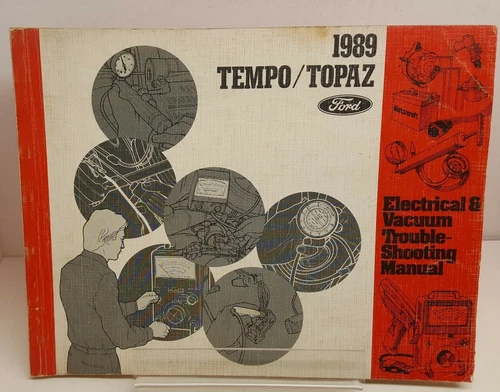 1989
TEMPO/TOPAZ
Ford
Electrical &
Vacuum
Trouble-
Shooting
Manual